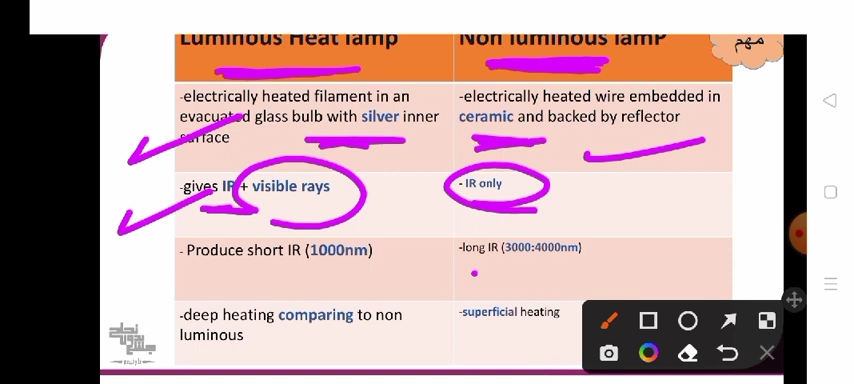 Luminous Heat lamp
Non luminous lamP
مهم
-electrically heated filament in an
evacuated glass bulb with silver inner
surface
-electrically heated wire embedded in
ceramic and backed by reflector
-gives IR + visible rays
- IR only
- Produce short IR (1000nm)
-long IR (3000:4000nm)
-deep heating comparing to non
luminous
-superficial heating